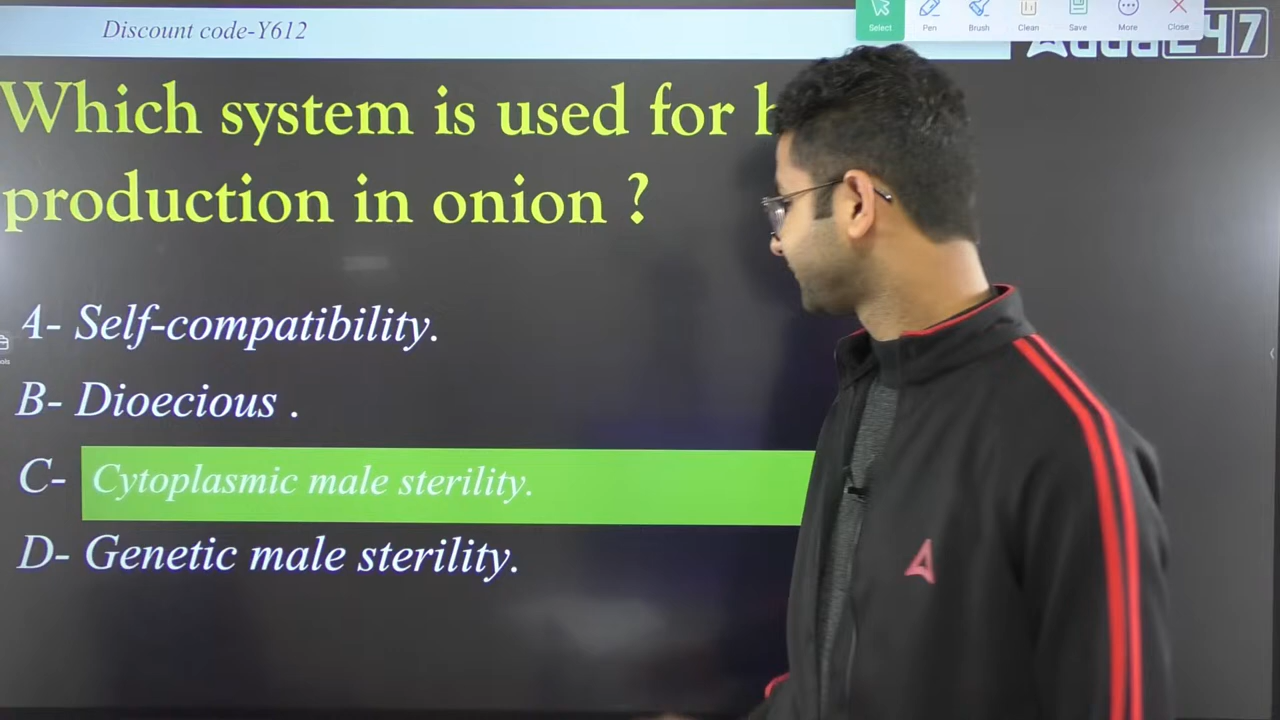 Discount code-Y612
Select Pen Brush Clean Save More Close
Which system is used for
production in onion ?
A- Self-compatibility.
B- Dioecious .
C- Cytoplasmic male sterility.
D- Genetic male sterility.